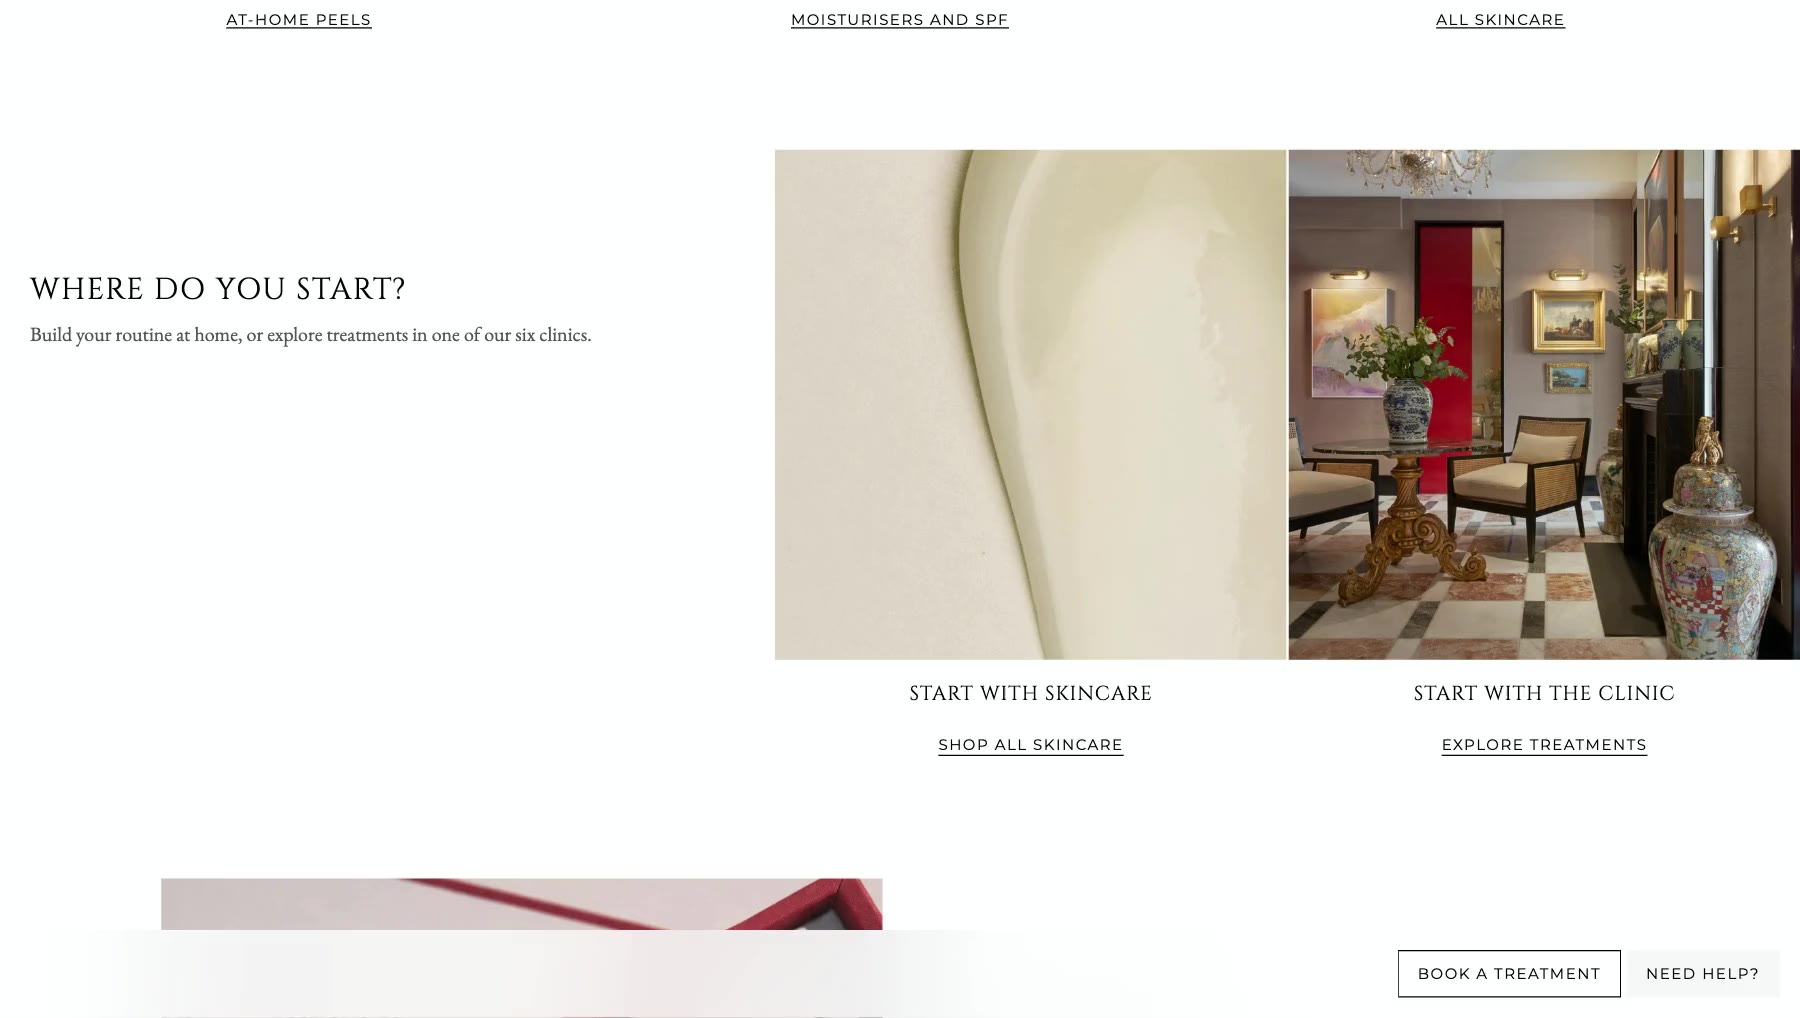 AT-HOME PEELS
MOISTURISERS AND SPF
ALL SKINCARE
WHERE DO YOU START?
Build your routine at home, or explore treatments in one of our six clinics.
START WITH SKINCARE
START WITH THE CLINIC
SHOP ALL SKINCARE
EXPLORE TREATMENTS
BOOK A TREATMENT
NEED HELP?